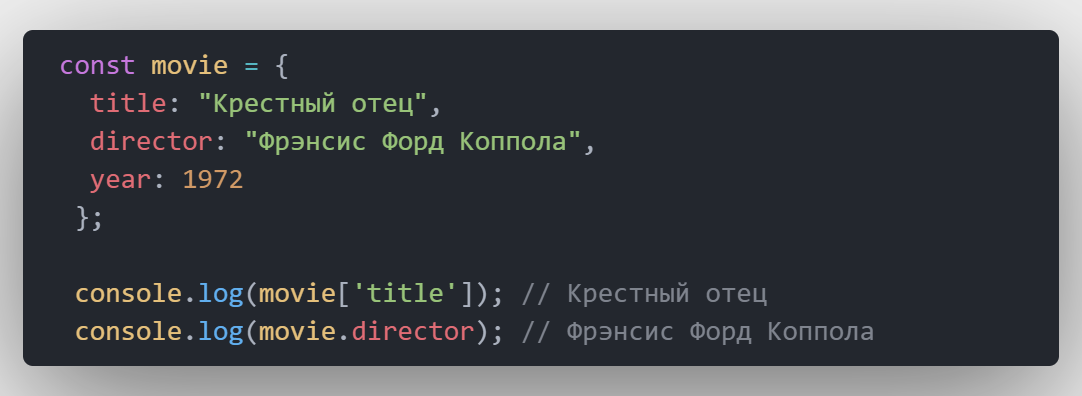 const movie = {
title: "Крестный отец",
director: "Фрэнсис Форд Коппола",
year: 1972
};
console.log(movie['title']); // Крестный отец
console.log(movie.director); // Фрэнсис Форд Коппола